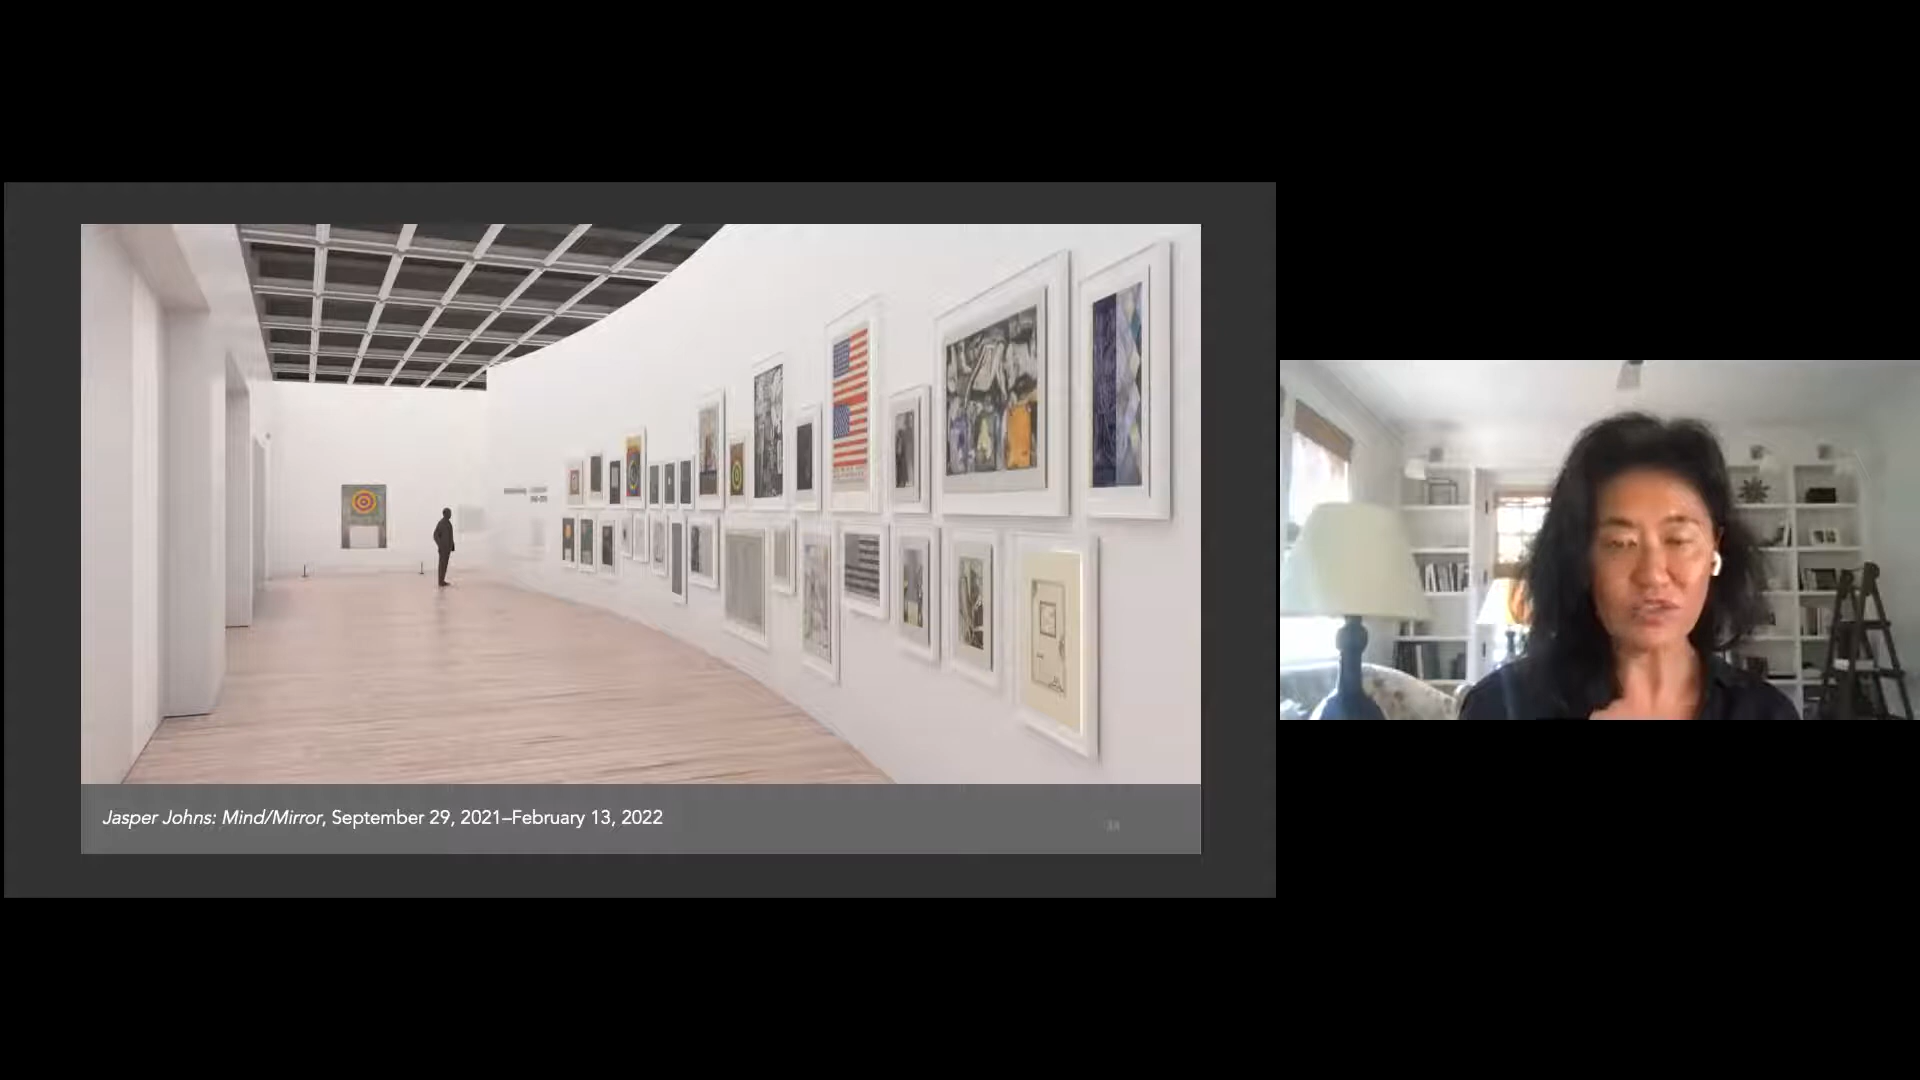 Jasper Johns: Mind/Mirror, September 29, 2021–February 13, 2022